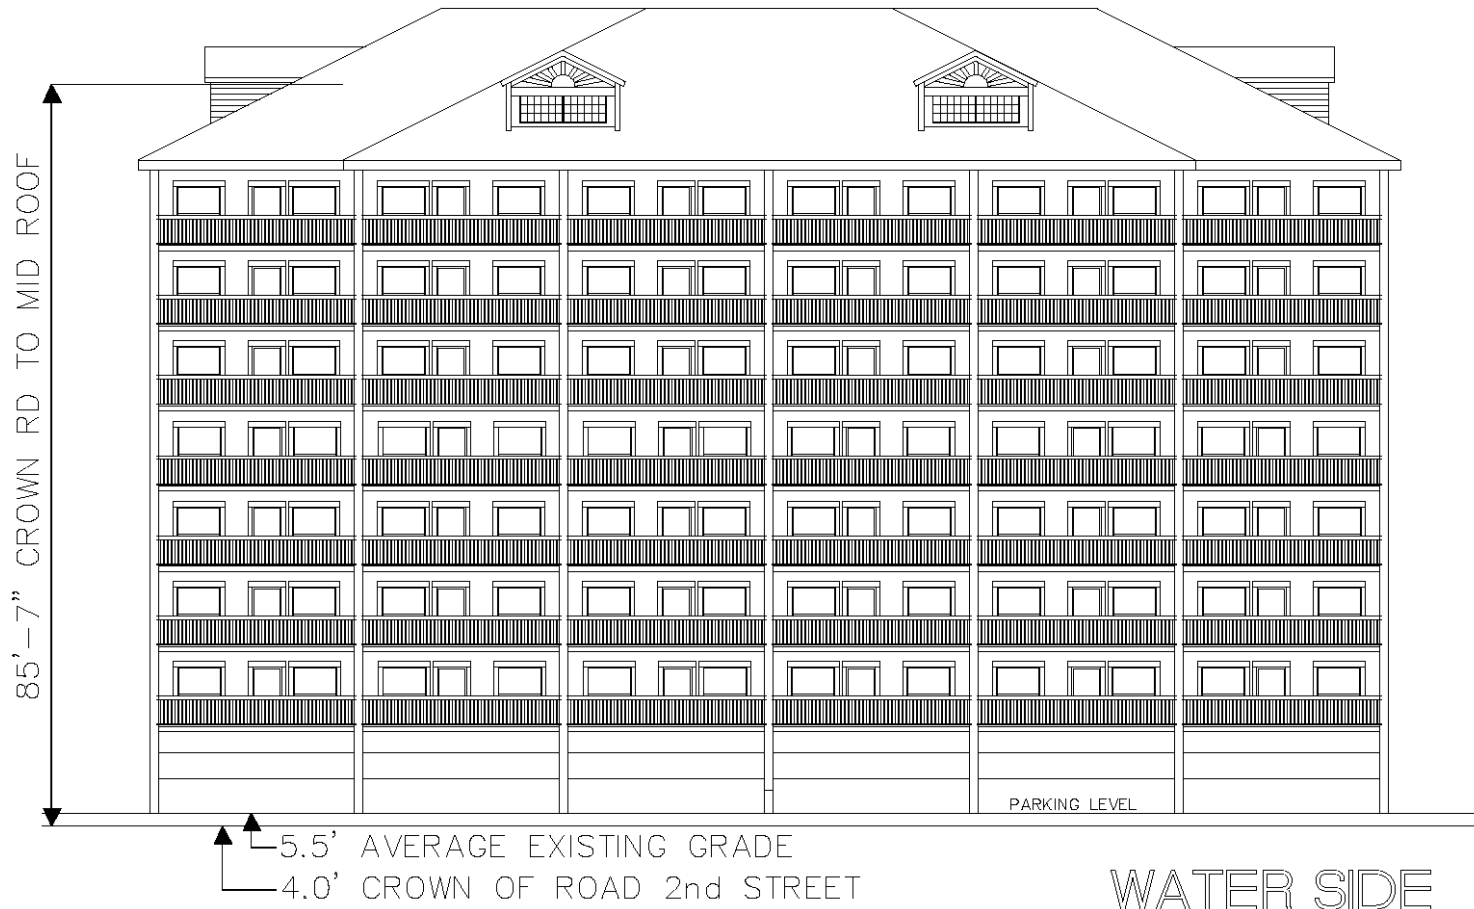 85'-7" CROWN RD TO MID ROOF
PARKING LEVEL
5.5' AVERAGE EXISTING GRADE
4.0' CROWN OF ROAD 2nd STREET
WATER SIDE